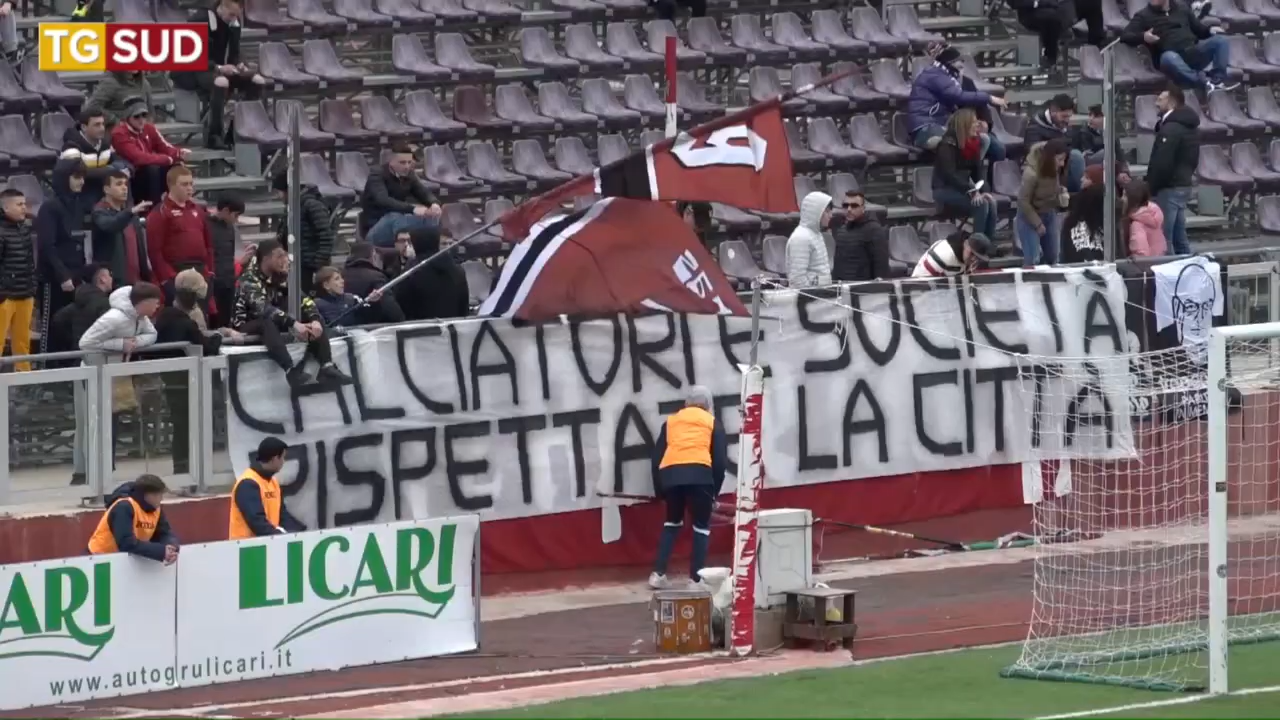 TG SUD
CALCIATORI E SOCIETÀ
RISPETTATE LA CITTÀ
LICARI
ARI
www.autogrulicari.it